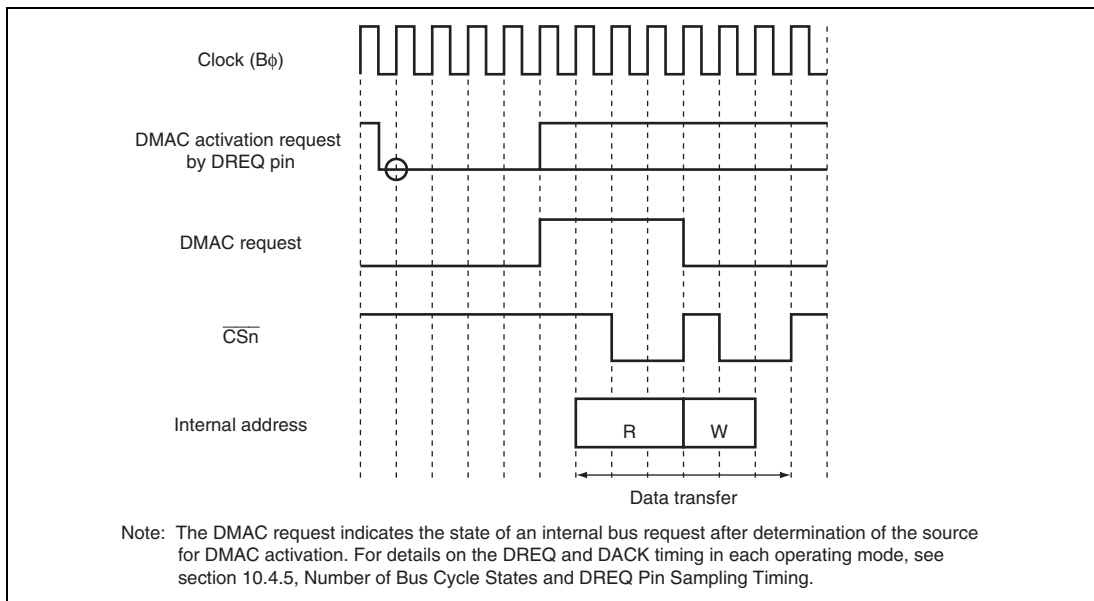 Clock (Bφ)
DMAC activation request
by DREQ pin
DMAC request
CSn
Internal address
R
W
Data transfer
Note: The DMAC request indicates the state of an internal bus request after determination of the source
for DMAC activation. For details on the DREQ and DACK timing in each operating mode, see
section 10.4.5, Number of Bus Cycle States and DREQ Pin Sampling Timing.